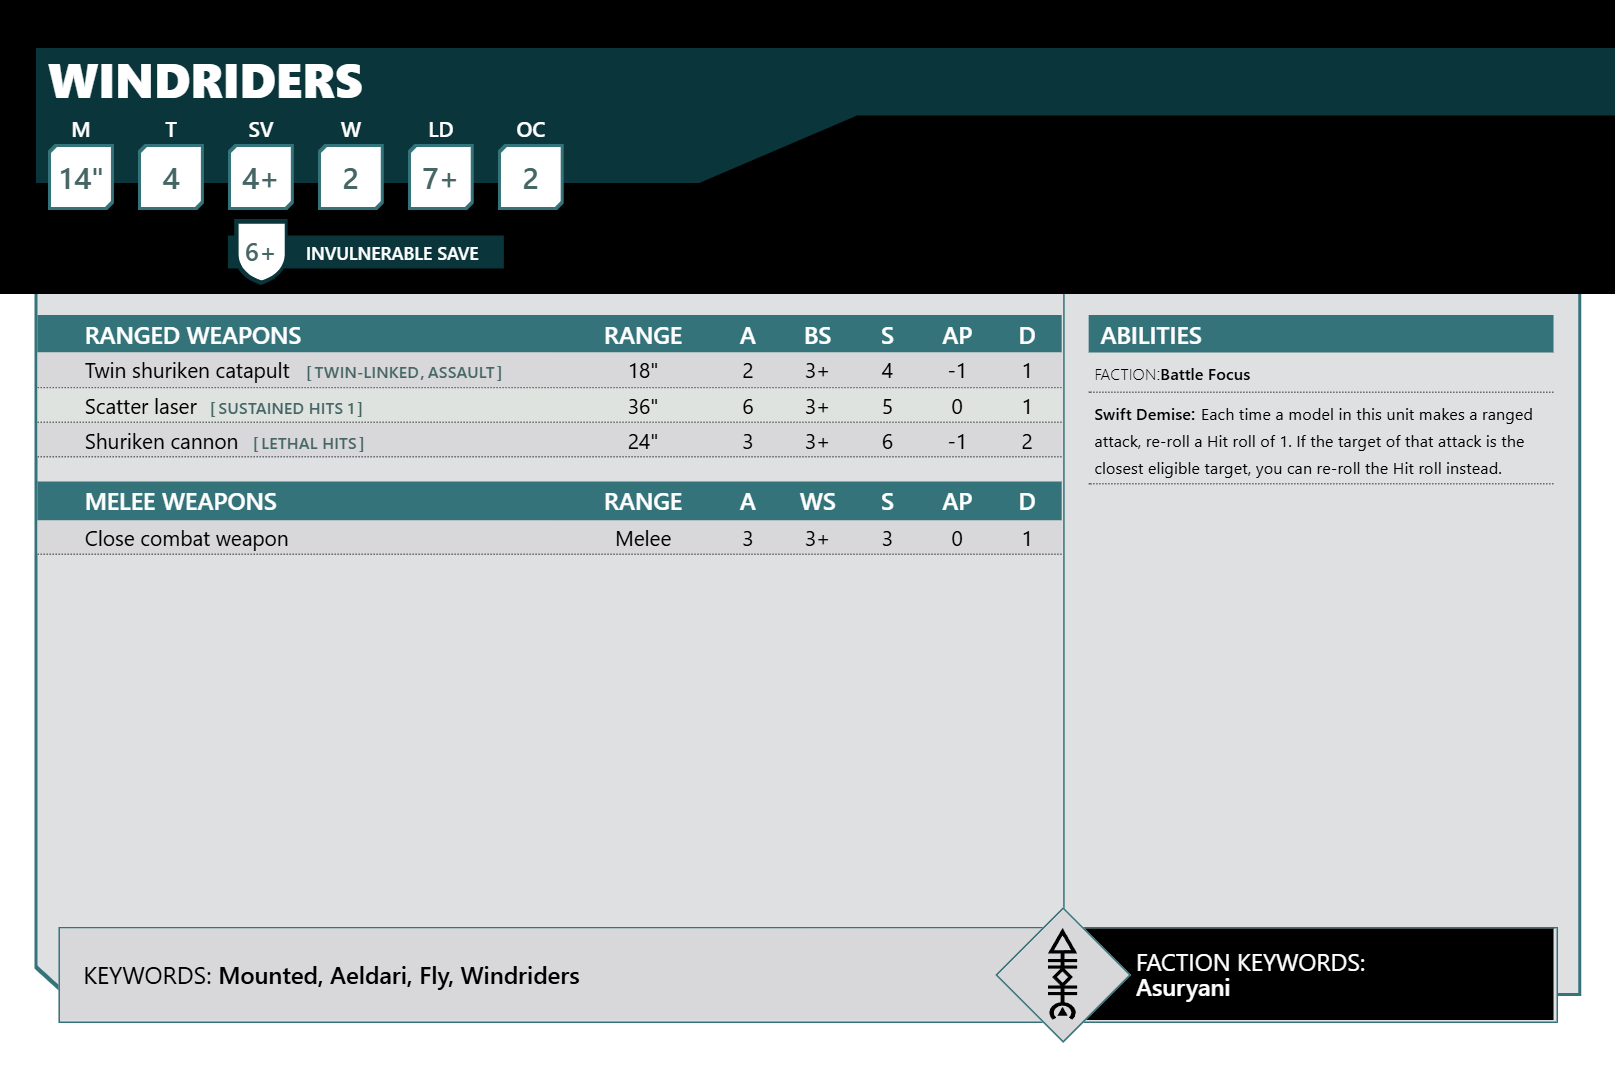 WINDRIDERS
M T SV W LD OC
14" 4 4+ 2 7+ 2
6+ INVULNERABLE SAVE
RANGED WEAPONS RANGE A BS S AP D
Twin shuriken catapult [TWIN-LINKED, ASSAULT] 18" 2 3+ 4 -1 1
Scatter laser [SUSTAINED HITS 1] 36" 6 3+ 5 0 1
Shuriken cannon [LETHAL HITS] 24" 3 3+ 6 -1 2
MELEE WEAPONS RANGE A WS S AP D
Close combat weapon Melee 3 3+ 3 0 1
ABILITIES
FACTION:Battle Focus
Swift Demise: Each time a model in this unit makes a ranged
attack, re-roll a Hit roll of 1. If the target of that attack is the
closest eligible target, you can re-roll the Hit roll instead.
KEYWORDS: Mounted, Aeldari, Fly, Windriders
FACTION KEYWORDS:
Asuryani